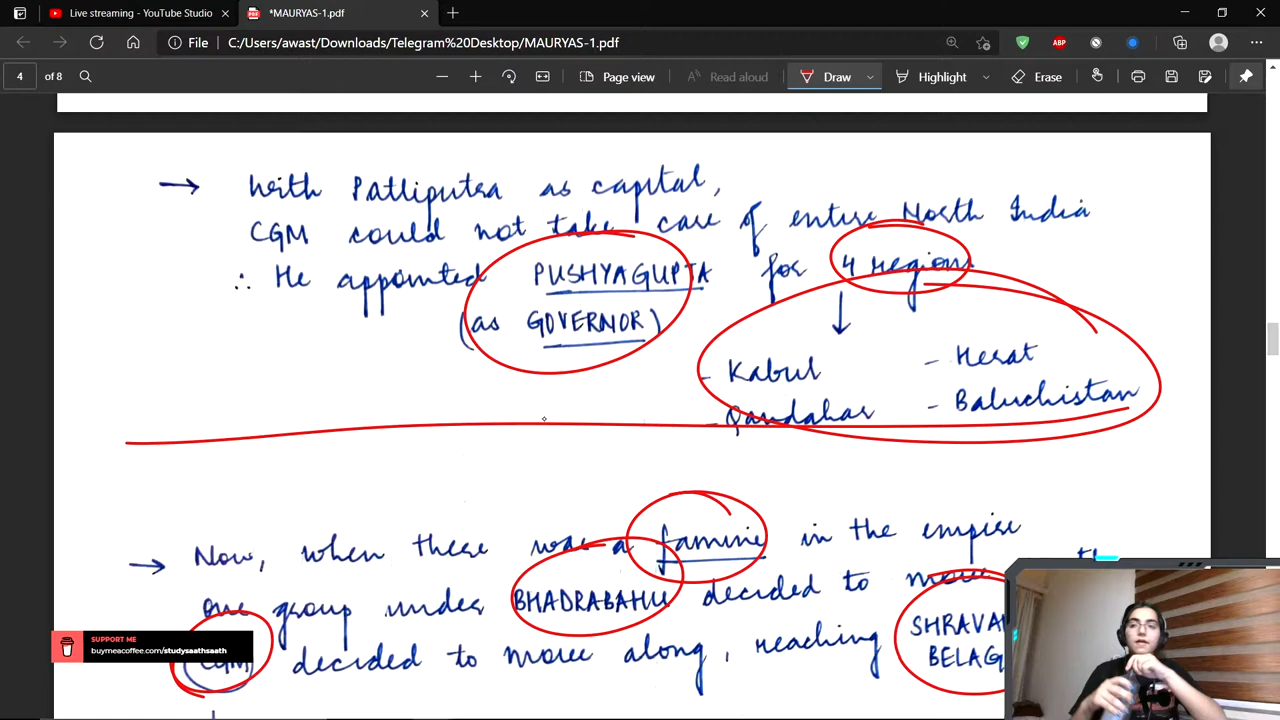 Live streaming - YouTube Studio
*MAURYAS-1.pdf
File
C:/Users/awast/Downloads/Telegram%20Desktop/MAURYAS-1.pdf
ABP
4 of 8
Page view
Read aloud
Draw
Highlight
Erase
→ With Patliputra as capital,
CGM could not take care of entire North India
∴ He appointed PUSHYAGUPTA for 4 regions
(as GOVERNOR)
- Kabul - Herat
- Qandahar - Baluchistan
→ Now, when there was a famine in the empire
one group under BHADRABAHU decided to move
CGM decided to move along, reaching SHRAVA
BELAG
SUPPORT ME
buymeacoffee.com/studysaathsaath